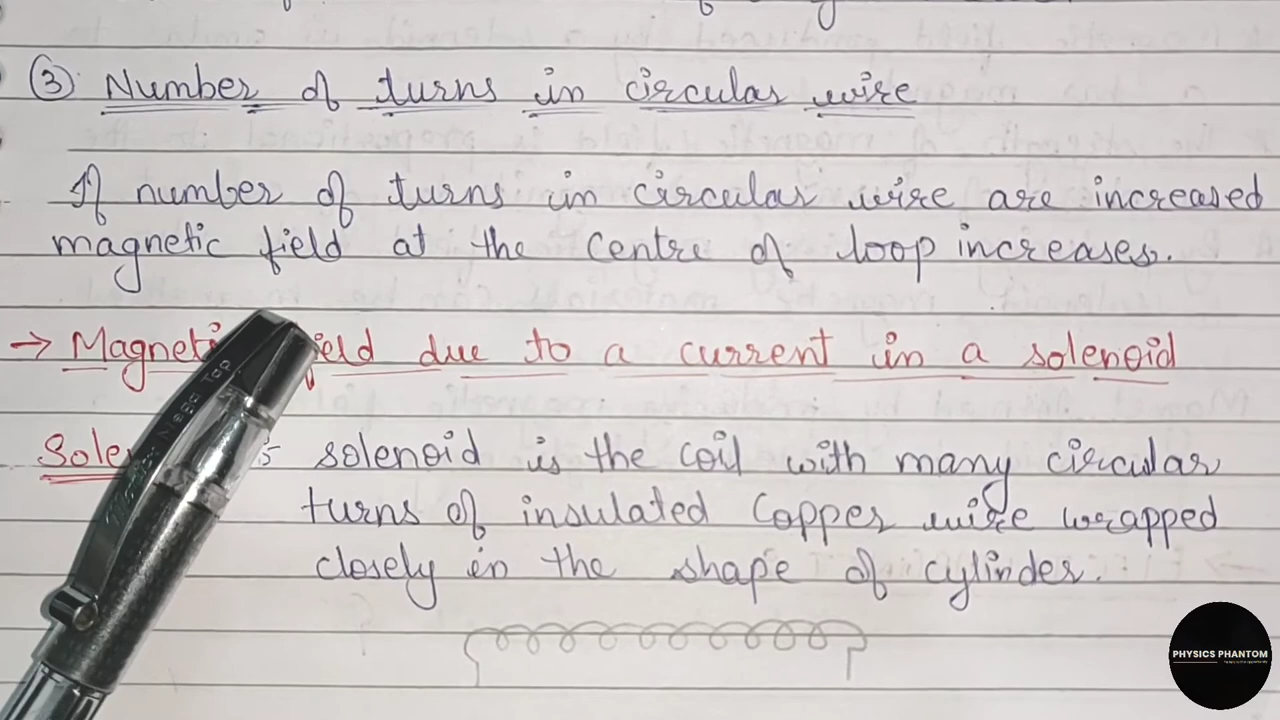 ③ Number of turns in circular wire
If number of turns in circular wire are increased
magnetic field at the centre of loop increases.
→ Magnetic field due to a current in a solenoid
solenoid is the coil with many circular
turns of insulated copper wire wrapped
closely in the shape of cylinder.
PHYSICS PHANTOM